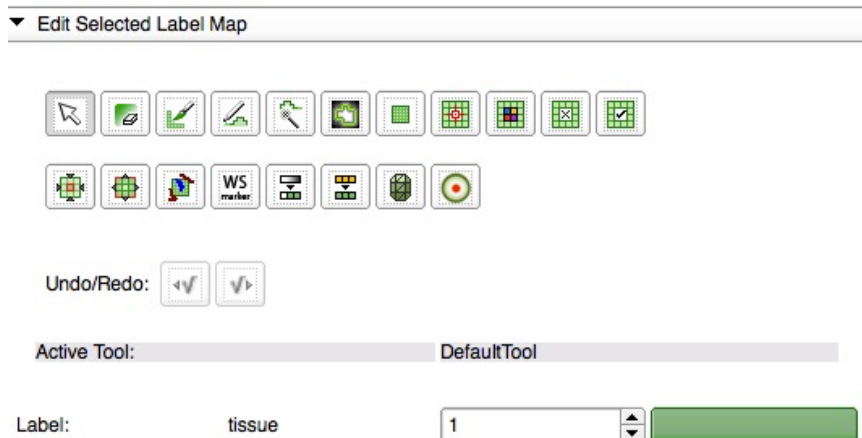 Edit Selected Label Map
WS
marker
Undo/Redo:
Active Tool: DefaultTool
Label: tissue 1